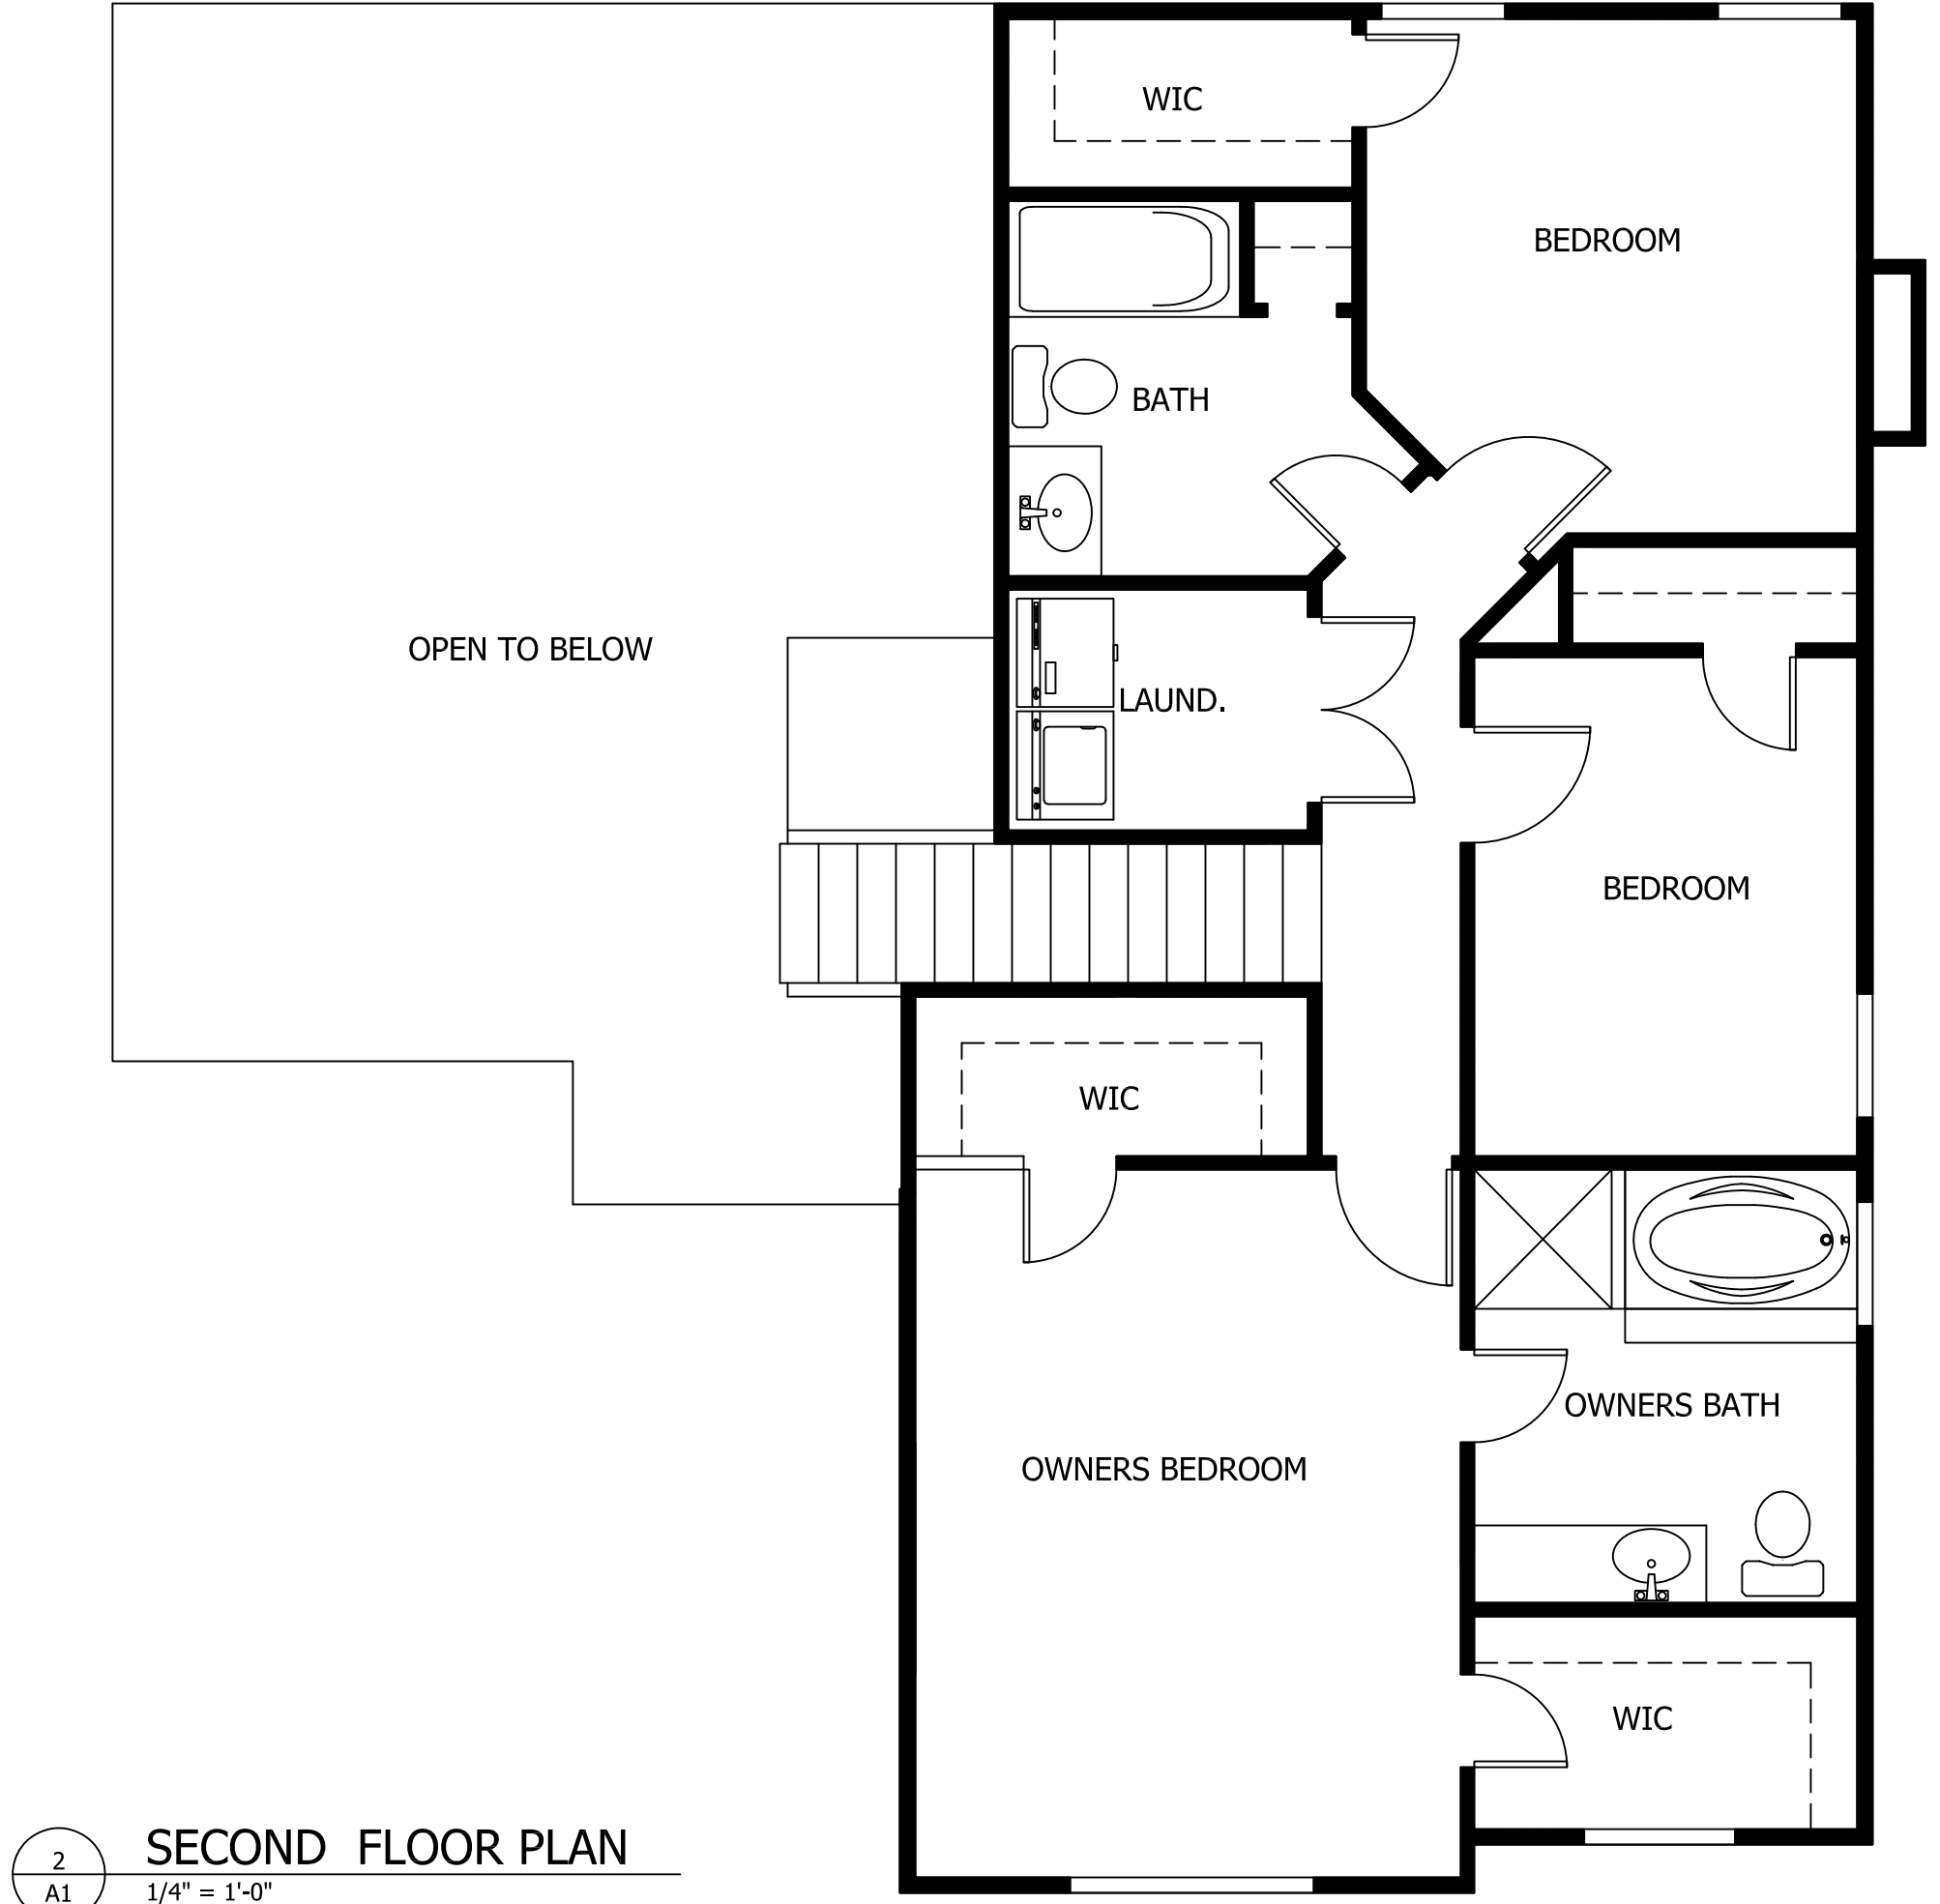 WIC
BEDROOM
BATH
OPEN TO BELOW
LAUND.
BEDROOM
WIC
OWNERS BATH
OWNERS BEDROOM
WIC
2
A1
SECOND FLOOR PLAN
1/4" = 1'-0"